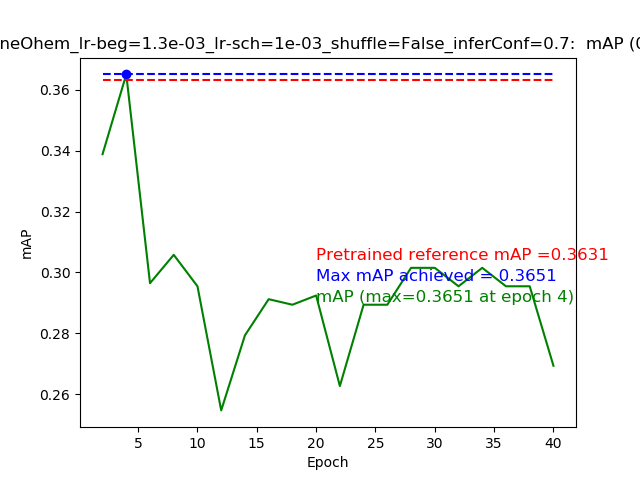 neOhem_lr-beg=1.3e-03_lr-sch=1e-03_shuffle=False_inferConf=0.7: mAP (0
0.36
0.34
0.32
0.30
0.28
0.26
mAP
Pretrained reference mAP =0.3631
Max mAP achieved = 0.3651
mAP (max=0.3651 at epoch 4)
5 10 15 20 25 30 35 40
Epoch